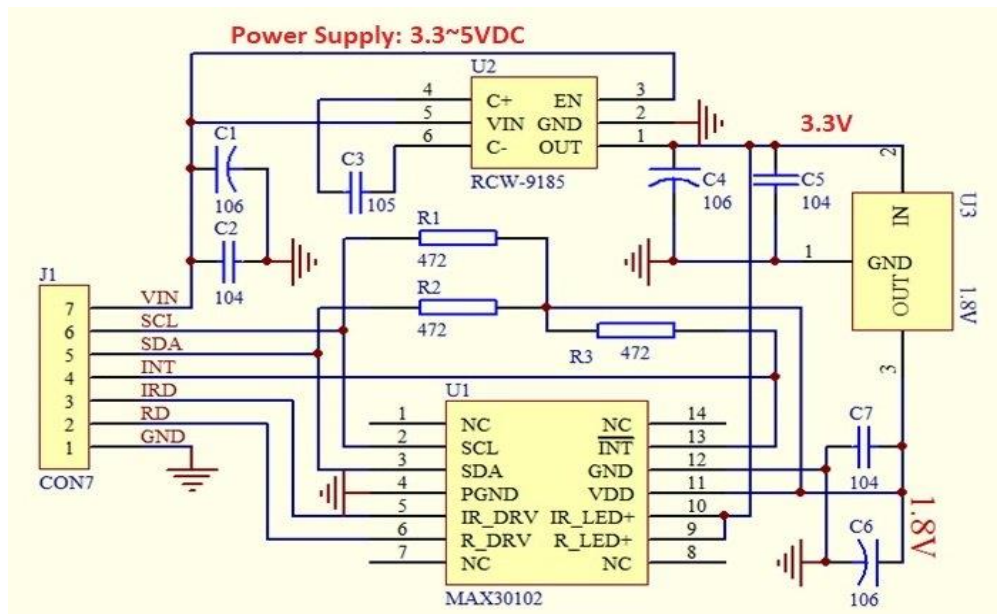 Power Supply: 3.3~5VDC
U2
4 C+ EN 3
5 VIN GND 2
6 C- OUT 1
RCW-9185
3.3V
C1
106
C2
104
C3
105
C4
106
C5
104
2
IN
U3
1
GND
OUT
1.8V
3
R1
472
R2
472
R3
472
J1
7 VIN
6 SCL
5 SDA
4 INT
3 IRD
2 RD
1 GND
CON7
U1
1 NC NC 14
2 SCL INT 13
3 SDA GND 12
4 PGND VDD 11
5 IR_DRV IR_LED+ 10
6 R_DRV R_LED+ 9
7 NC NC 8
MAX30102
C7
104
1.8V
C6
106